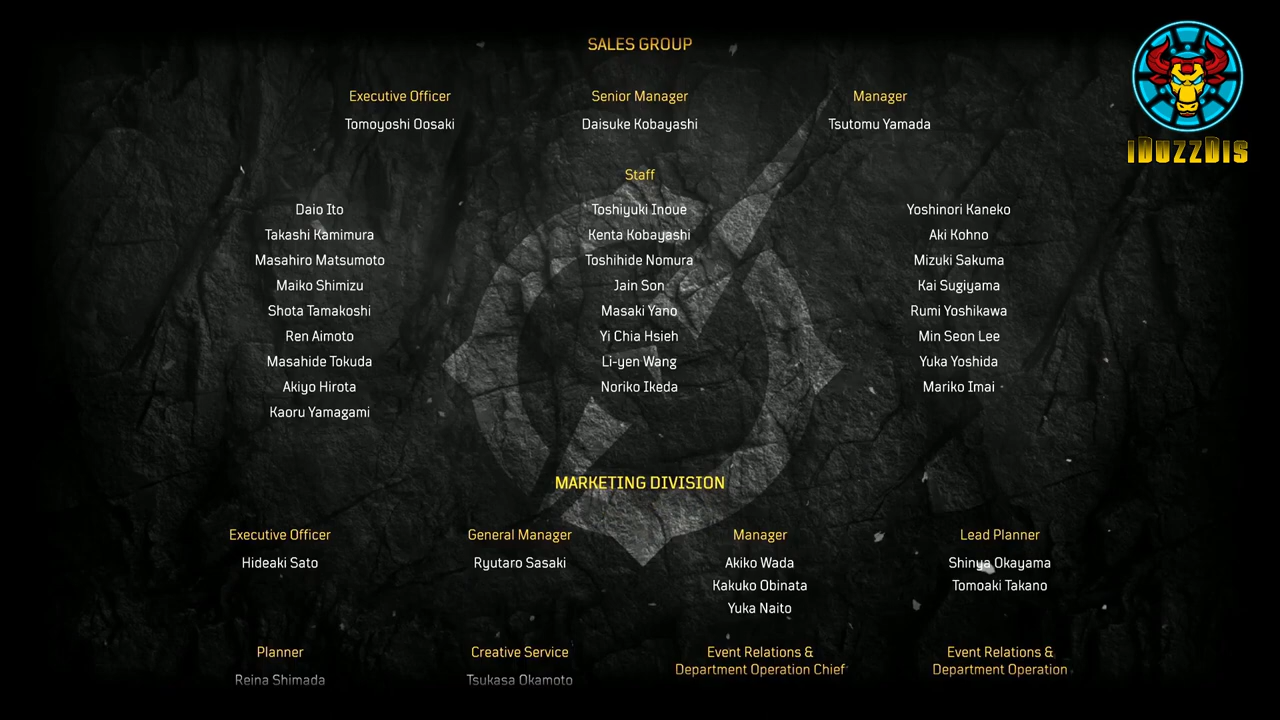 SALES GROUP
Executive Officer
Tomoyoshi Oosaki
Senior Manager
Daisuke Kobayashi
Manager
Tsutomu Yamada
iDuzzDis
Staff
Daio Ito
Takashi Kamimura
Masahiro Matsumoto
Maiko Shimizu
Shota Tamakoshi
Ren Aimoto
Masahide Tokuda
Akiyo Hirota
Kaoru Yamagami
Toshiyuki Inoue
Kenta Kobayashi
Toshihide Nomura
Jain Son
Masaki Yano
Yi Chia Hsieh
Li-yen Wang
Noriko Ikeda
Yoshinori Kaneko
Aki Kohno
Mizuki Sakuma
Kai Sugiyama
Rumi Yoshikawa
Min Seon Lee
Yuka Yoshida
Mariko Imai
MARKETING DIVISION
Executive Officer
Hideaki Sato
General Manager
Ryutaro Sasaki
Manager
Akiko Wada
Kakuko Obinata
Yuka Naito
Lead Planner
Shinya Okayama
Tomoaki Takano
Planner
Reina Shimada
Creative Service
Tsukasa Okamoto
Event Relations &
Department Operation Chief
Event Relations &
Department Operation